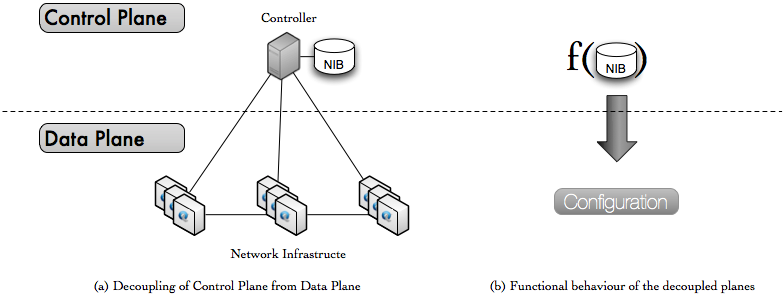 Control Plane
Controller
NIB
f(NIB)
Data Plane
Configuration
Network Infrastructe
(a) Decoupling of Control Plane from Data Plane
(b) Functional behaviour of the decoupled planes